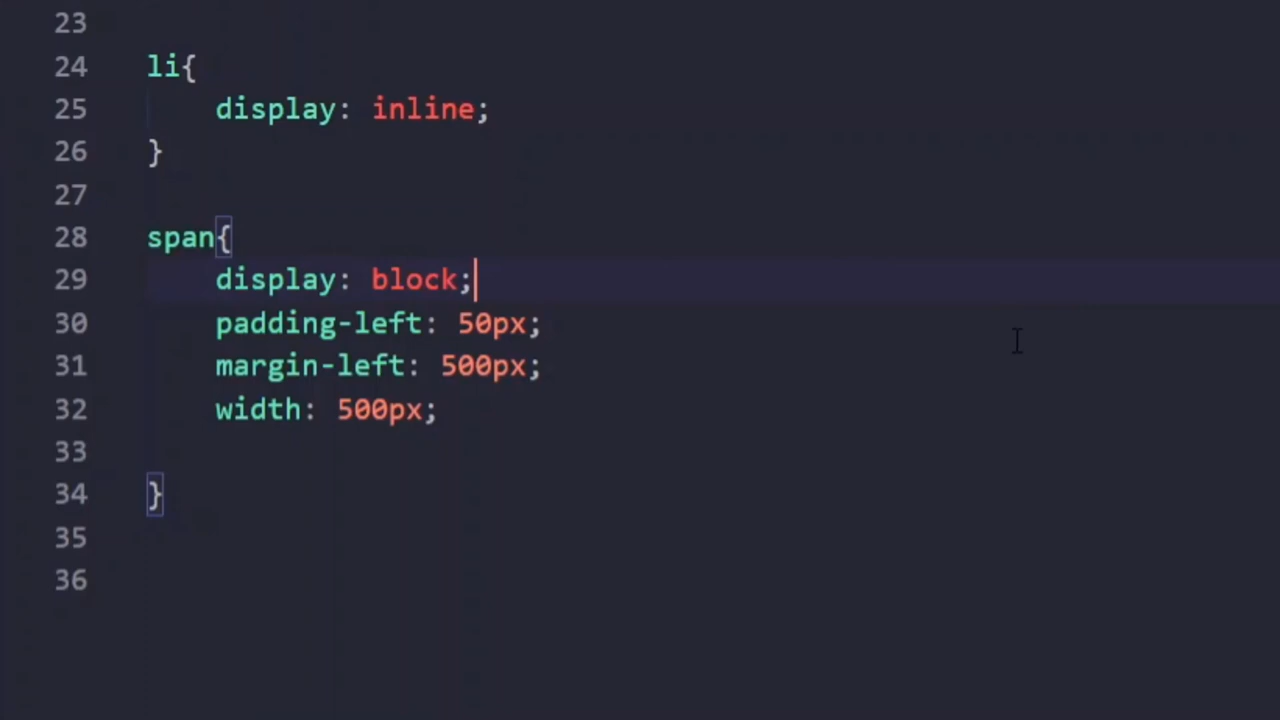 23
24 li{
25 display: inline;
26 }
27
28 span{
29 display: block;
30 padding-left: 50px;
31 margin-left: 500px;
32 width: 500px;
33
34 }
35
36